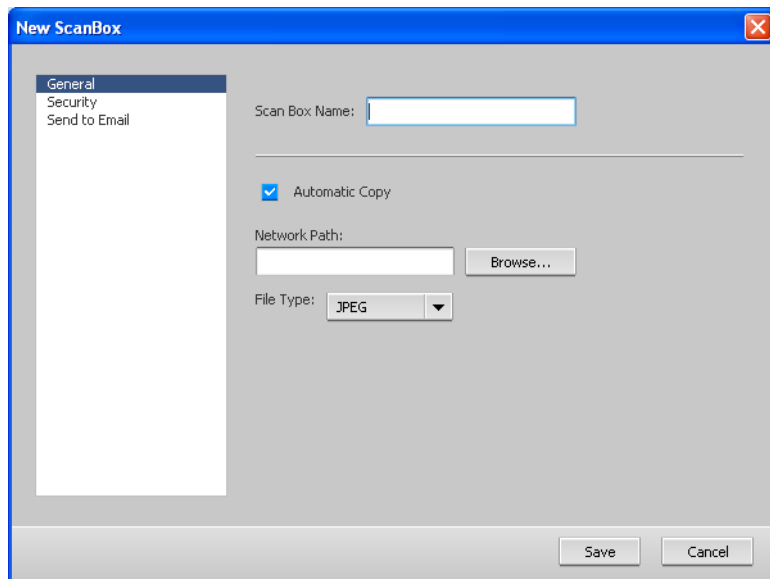 New ScanBox
General
Security
Send to Email
Scan Box Name:
Automatic Copy
Network Path:
Browse...
File Type: JPEG
Save Cancel